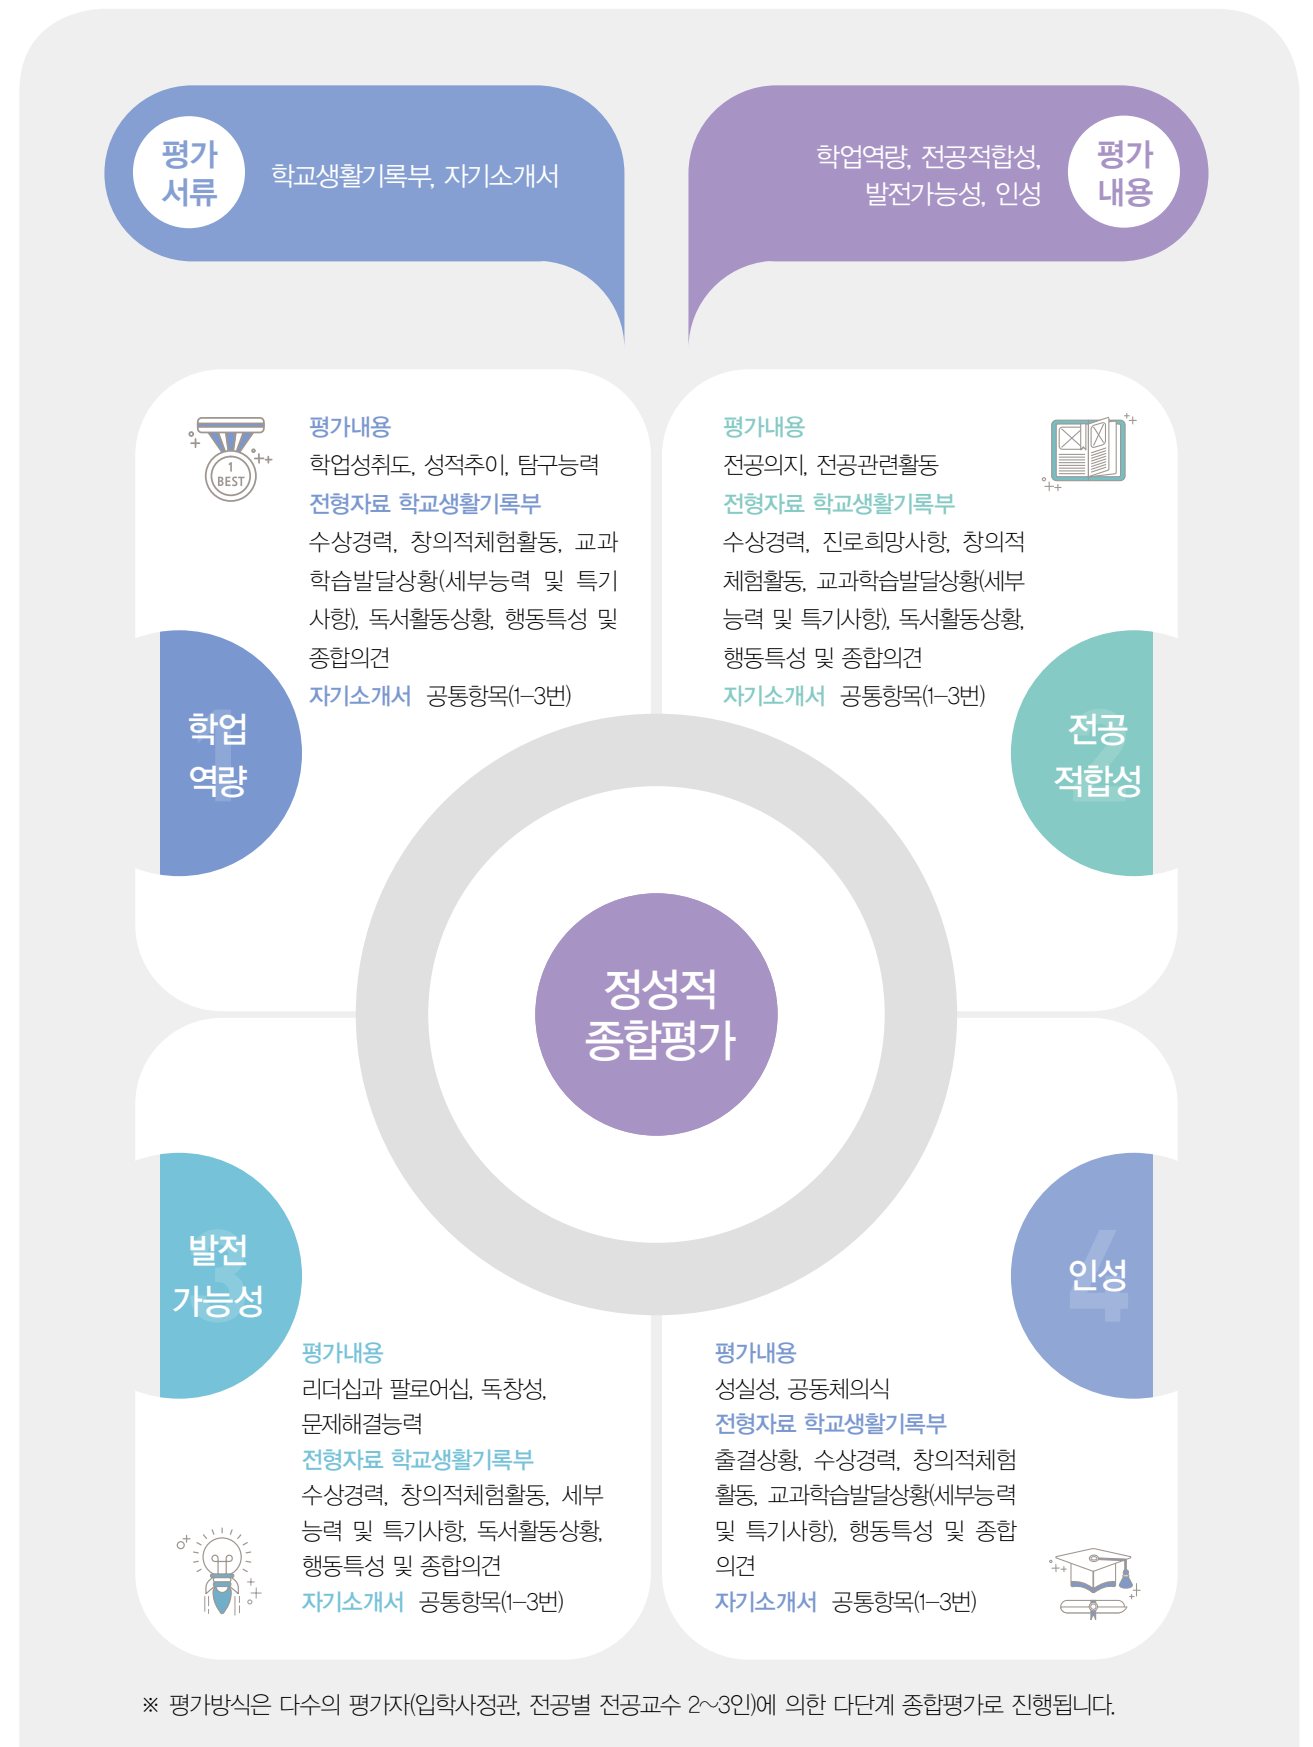 평가
서류
학교생활기록부, 자기소개서
학업역량, 전공적합성,
발전가능성, 인성
평가
내용
1
BEST
평가내용
학업성취도, 성적추이, 탐구능력
전형자료 학교생활기록부
수상경력, 창의적체험활동, 교과
학습발달상황(세부능력 및 특기
사항), 독서활동상황, 행동특성 및
종합의견
자기소개서 공통항목(1–3번)
1
학업
역량
평가내용
전공의지, 전공관련활동
전형자료 학교생활기록부
수상경력, 진로희망사항, 창의적
체험활동, 교과학습발달상황(세부
능력 및 특기사항), 독서활동상황,
행동특성 및 종합의견
자기소개서 공통항목(1–3번)
2
전공
적합성
정성적
종합평가
3
발전
가능성
평가내용
리더십과 팔로어십, 독창성,
문제해결능력
전형자료 학교생활기록부
수상경력, 창의적체험활동, 세부
능력 및 특기사항, 독서활동상황,
행동특성 및 종합의견
자기소개서 공통항목(1–3번)
4
인성
평가내용
성실성, 공동체의식
전형자료 학교생활기록부
출결상황, 수상경력, 창의적체험
활동, 교과학습발달상황(세부능력
및 특기사항), 행동특성 및 종합
의견
자기소개서 공통항목(1–3번)
※ 평가방식은 다수의 평가자(입학사정관, 전공별 전공교수 2~3인)에 의한 다단계 종합평가로 진행됩니다.